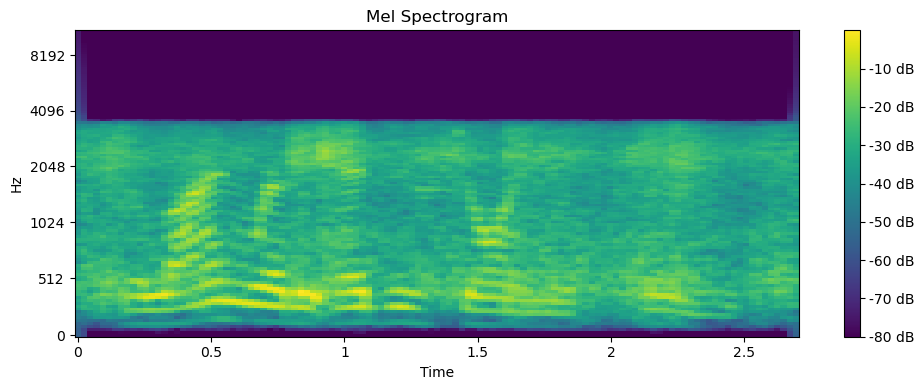 Mel Spectrogram
8192
4096
2048
1024
512
0
Hz
0
0.5
1
1.5
2
2.5
Time
-10 dB
-20 dB
-30 dB
-40 dB
-50 dB
-60 dB
-70 dB
-80 dB